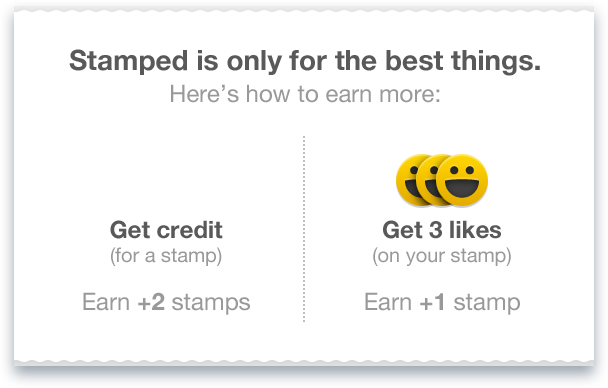 Stamped is only for the best things.
Here’s how to earn more:
Get credit
(for a stamp)
Earn +2 stamps
Get 3 likes
(on your stamp)
Earn +1 stamp